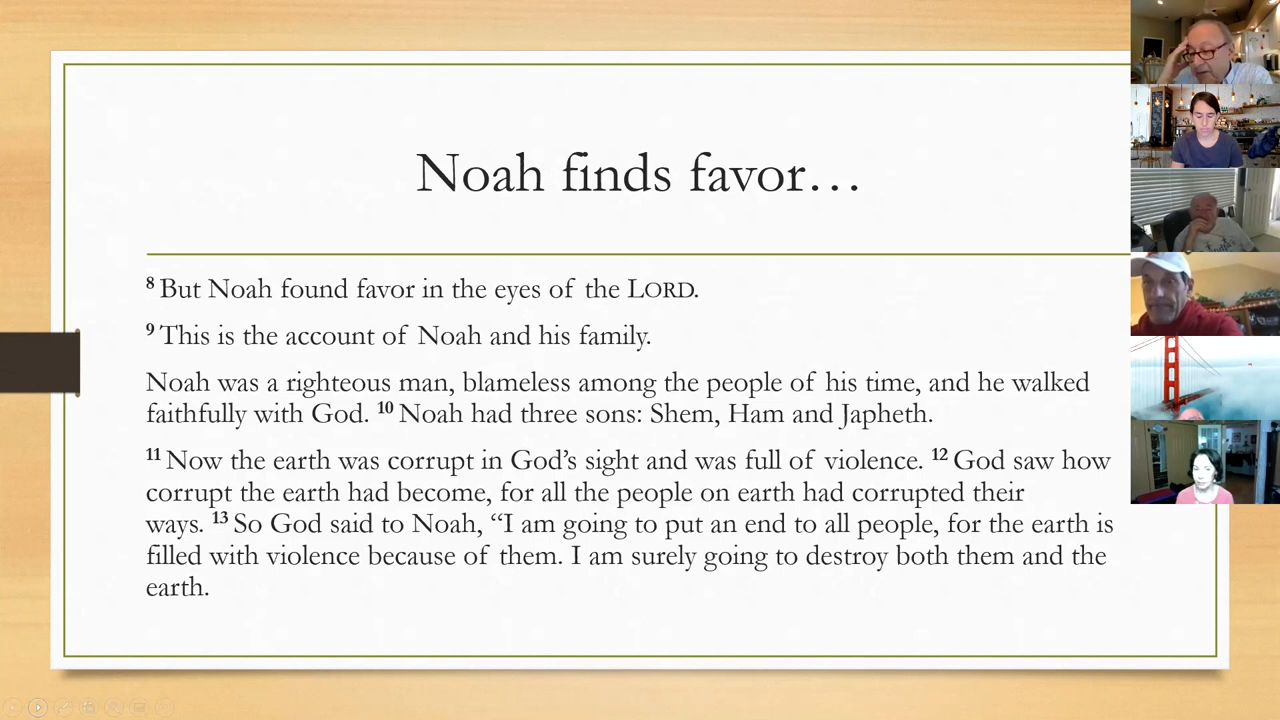 Noah finds favor…
8 But Noah found favor in the eyes of the LORD.
9 This is the account of Noah and his family.
Noah was a righteous man, blameless among the people of his time, and he walked
faithfully with God. 10 Noah had three sons: Shem, Ham and Japheth.
11 Now the earth was corrupt in God’s sight and was full of violence. 12 God saw how
corrupt the earth had become, for all the people on earth had corrupted their
ways. 13 So God said to Noah, “I am going to put an end to all people, for the earth is
filled with violence because of them. I am surely going to destroy both them and the
earth.